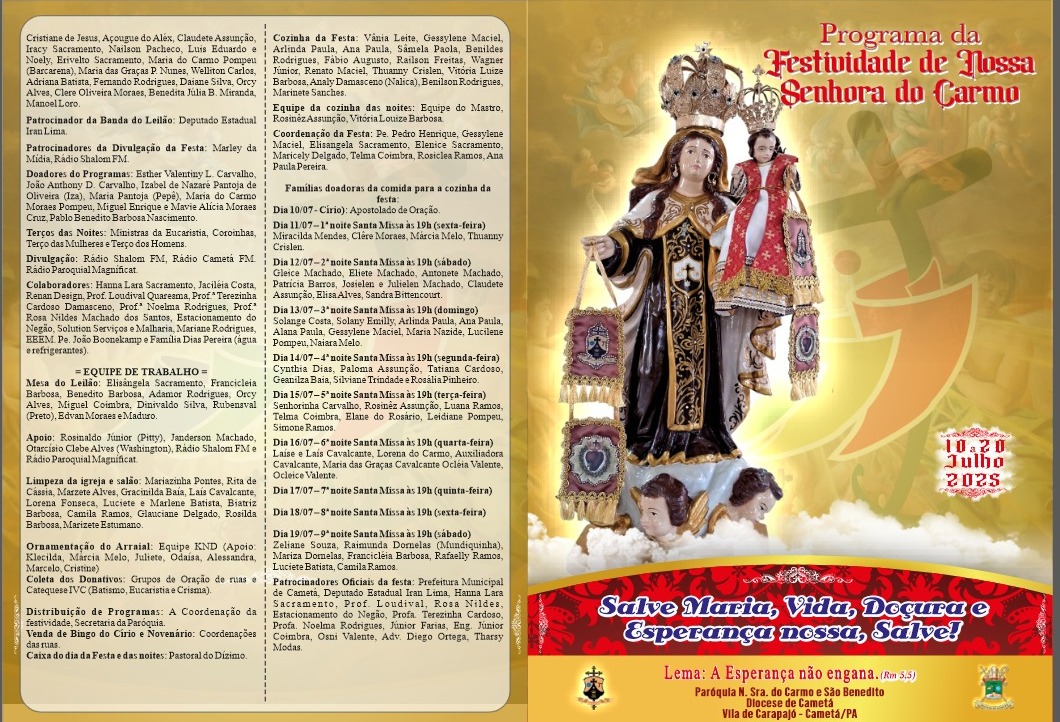 Cristiane de Jesus, Açougue do Aléx, Claudete Assunção,
Iracy Sacramento, Nailson Pacheco, Luis Eduardo e
Noely, Erivelto Sacramento, Maria do Carmo Pompeu
(Barcarena), Maria das Graças P. Nunes, Welliton Carlos,
Adriana Batista, Fernando Rodrigues, Daiane Silva, Orcy
Alves, Clere Oliveira Moraes, Benedita Júlia B. Miranda,
Manoel Loro.
Patrocinador da Banda do Leilão: Deputado Estadual
Iran Lima.
Patrocinadores da Divulgação da Festa: Marley da
Mídia, Rádio Shalom FM.
Doadores do Programas: Esther Valentiny L. Carvalho,
João Anthony D. Carvalho, Izabel de Nazaré Pantoja de
Oliveira (Iza), Maria Pantoja (Pepê), Maria do Carmo
Moraes Pompeu, Miguel Enrique e Mavie Alícia Moraes
Cruz, Pablo Benedito Barbosa Nascimento.
Terços das Noites: Ministras da Eucaristia, Coroinhas,
Terço das Mulheres e Terço dos Homens.
Divulgação: Rádio Shalom FM, Rádio Cametá FM.
Rádio Paroquial Magnificat.
Colaboradores: Hanna Lara Sacramento, Jaciléia Costa,
Renan Design, Prof. Loudival Quaresma, Prof.ª Terezinha
Cardoso Damasceno, Prof.ª Noelma Rodrigues, Prof.ª
Rosa Nildes Machado dos Santos, Estacionamento do
Negão, Solution Serviços e Malharia, Mariane Rodrigues,
EEEM. Pe. João Boonekamp e Família Dias Pereira (água
e refrigerantes).
= EQUIPE DE TRABALHO =
Mesa do Leilão: Elisângela Sacramento, Francicleia
Barbosa, Benedito Barbosa, Adamor Rodrigues, Orcy
Alves, Miguel Coimbra, Dinivaldo Silva, Rubensval
(Preto), Edvan Moraes e Maduro.
Apoio: Rosinaldo Júnior (Pitty), Janderson Machado,
Otarcísio Clebe Alves (Washington), Rádio Shalom FM e
Rádio Paroquial Magnificat.
Limpeza da igreja e salão: Mariazinha Pontes, Rita de
Cássia, Marzete Alves, Gracinilda Baía, Laís Cavalcante,
Lorena Fonseca, Luciete e Marlene Batista, Biatriz
Barbosa, Camila Ramos, Glauciane Delgado, Rosilda
Barbosa, Marizete Estumano.
Ornamentação do Arraial: Equipe KND (Apoio:
Klecilda, Márcia Melo, Juliete, Odaísa, Alessandra,
Marcelo, Cristine)
Coleta dos Donativos: Grupos de Oração de ruas e
Catequese IVC (Batismo, Eucaristia e Crisma).
Distribuição de Programas: A Coordenação da
festividade, Secretaria da Paróquia.
Venda de Bingo do Círio e Novenário: Coordenações
das ruas.
Caixa do dia da Festa e das noites: Pastoral do Dízimo.
Cozinha da Festa: Vânia Leite, Gessylene Maciel,
Arlinda Paula, Ana Paula, Sâmela Paola, Benildes
Rodrigues, Fábio Augusto, Railson Freitas, Wagner
Júnior, Renato Maciel, Thuanny Crislen, Vitória Luize
Barbosa, Analy Damasceno (Nalica), Benilson Rodrigues,
Marinete Sanches.
Equipe da cozinha das noites: Equipe do Mastro,
Rosinêz Assunção, Vitória Louize Barbosa.
Coordenação da Festa: Pe. Pedro Henrique, Gessylene
Maciel, Elisangela Sacramento, Elenice Sacramento,
Maricely Delgado, Telma Coimbra, Rosiclea Ramos, Ana
Paula Pereira.
Famílias doadoras da comida para a cozinha da
festa:
Dia 10/07 - Círio): Apostolado de Oração.
Dia 11/07 – 1ª noite Santa Missa às 19h (sexta-feira)
Miracilda Mendes, Clére Moraes, Márcia Melo, Thuanny
Crislen.
Dia 12/07 – 2ª noite Santa Missa às 19h (sábado)
Gleice Machado, Eliete Machado, Antonete Machado,
Patrícia Barros, Josielen e Julielen Machado, Claudete
Assunção, Elisa Alves, Sandra Bittencourt.
Dia 13/07 – 3ª noite Santa Missa às 19h (domingo)
Solange Costa, Solany Emilly, Arlinda Paula, Ana Paula,
Alana Paula, Gessylene Maciel, Maria Nazide, Lucilene
Pompeu, Naiara Melo.
Dia 14/07 – 4ª noite Santa Missa às 19h (segunda-feira)
Cynthia Dias, Paloma Assunção, Tatiana Cardoso,
Geanilza Baia, Silviane Trindade e Rosália Pinheiro.
Dia 15/07 – 5ª noite Santa Missa às 19h (terça-feira)
Senhorinha Carvalho, Rosinêz Assunção, Luana Ramos,
Telma Coimbra, Elane do Rosário, Leidiane Pompeu,
Simone Ramos.
Dia 16/07 – 6ª noite Santa Missa às 19h (quarta-feira)
Laise e Laís Cavalcante, Lorena do Carmo, Auxiliadora
Cavalcante, Maria das Graças Cavalcante Ocléia Valente,
Ocleice Valente.
Dia 17/07 – 7ª noite Santa Missa às 19h (quinta-feira)
Dia 18/07 – 8ª noite Santa Missa às 19h (sexta-feira)
Dia 19/07 – 9ª noite Santa Missa às 19h (sábado)
Zeliane Souza, Raimunda Dornelas (Mundiquinha),
Mariza Dornelas, Francicléia Barbosa, Rafaelly Ramos,
Luciete Batista, Camila Ramos.
Patrocinadores Oficiais da festa: Prefeitura Municipal
de Cametá, Deputado Estadual Iran Lima, Hanna Lara
Sacramento, Prof. Loudival, Rosa Nildes,
Estacionamento do Negão, Profa. Terezinha Cardoso,
Profa. Noelma Rodrigues, Júnior Farias, Eng. Júnior
Coimbra, Osni Valente, Adv. Diego Ortega, Tharsy
Modas.
Programa da
Festividade de Nossa
Senhora do Carmo
10 a 20
Julho
2025
Salve Maria, Vida, Doçura e
Esperança nossa, Salve!
Lema: A Esperança não engana. (Rm 5,5)
Paróquia N. Sra. do Carmo e São Benedito
Diocese de Cametá
Vila de Carapajó - Cametá/PA